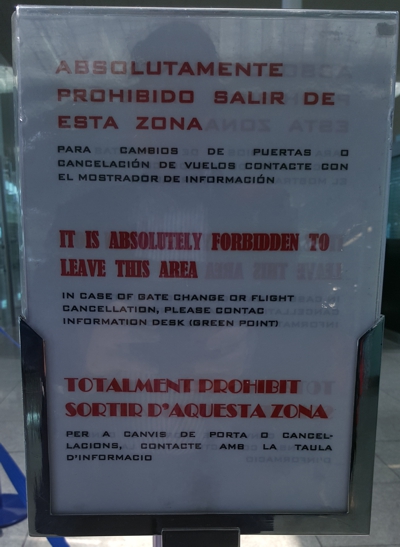 ABSOLUTAMENTE
PROHIBIDO SALIR DE
ESTA ZONA
PARA CAMBIOS DE PUERTAS O
CANCELACIÓN DE VUELOS CONTACTE CON
EL MOSTRADOR DE INFORMACIÓN
IT IS ABSOLUTELY FORBIDDEN TO
LEAVE THIS AREA
IN CASE OF GATE CHANGE OR FLIGHT
CANCELLATION, PLEASE CONTAC
INFORMATION DESK (GREEN POINT)
TOTALMENT PROHIBIT
SORTIR D'AQUESTA ZONA
PER A CANVIS DE PORTA O CANCEL-
LACIONS, CONTACTE AMB LA TAULA
D'INFORMACIO